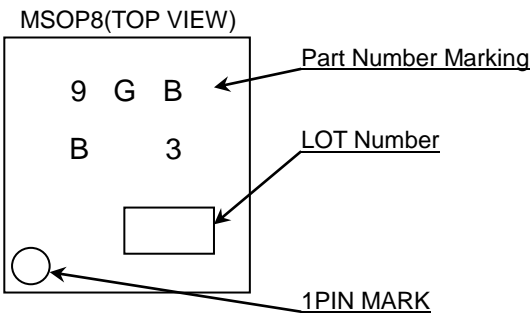 MSOP8(TOP VIEW)
Part Number Marking
9 G B
LOT Number
B 3
1PIN MARK